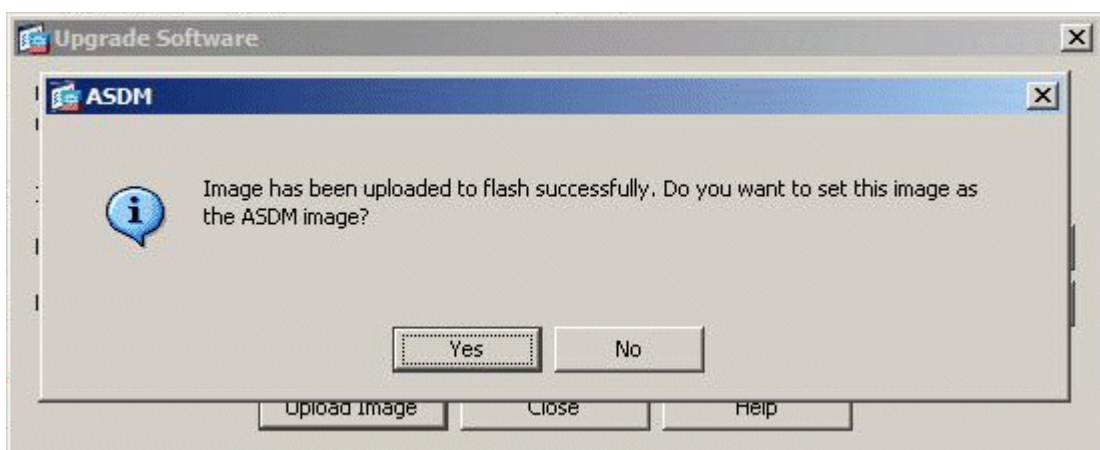 Upgrade Software
ASDM
Image has been uploaded to flash successfully. Do you want to set this image as
the ASDM image?
Yes
No
Upload Image
Close
Help